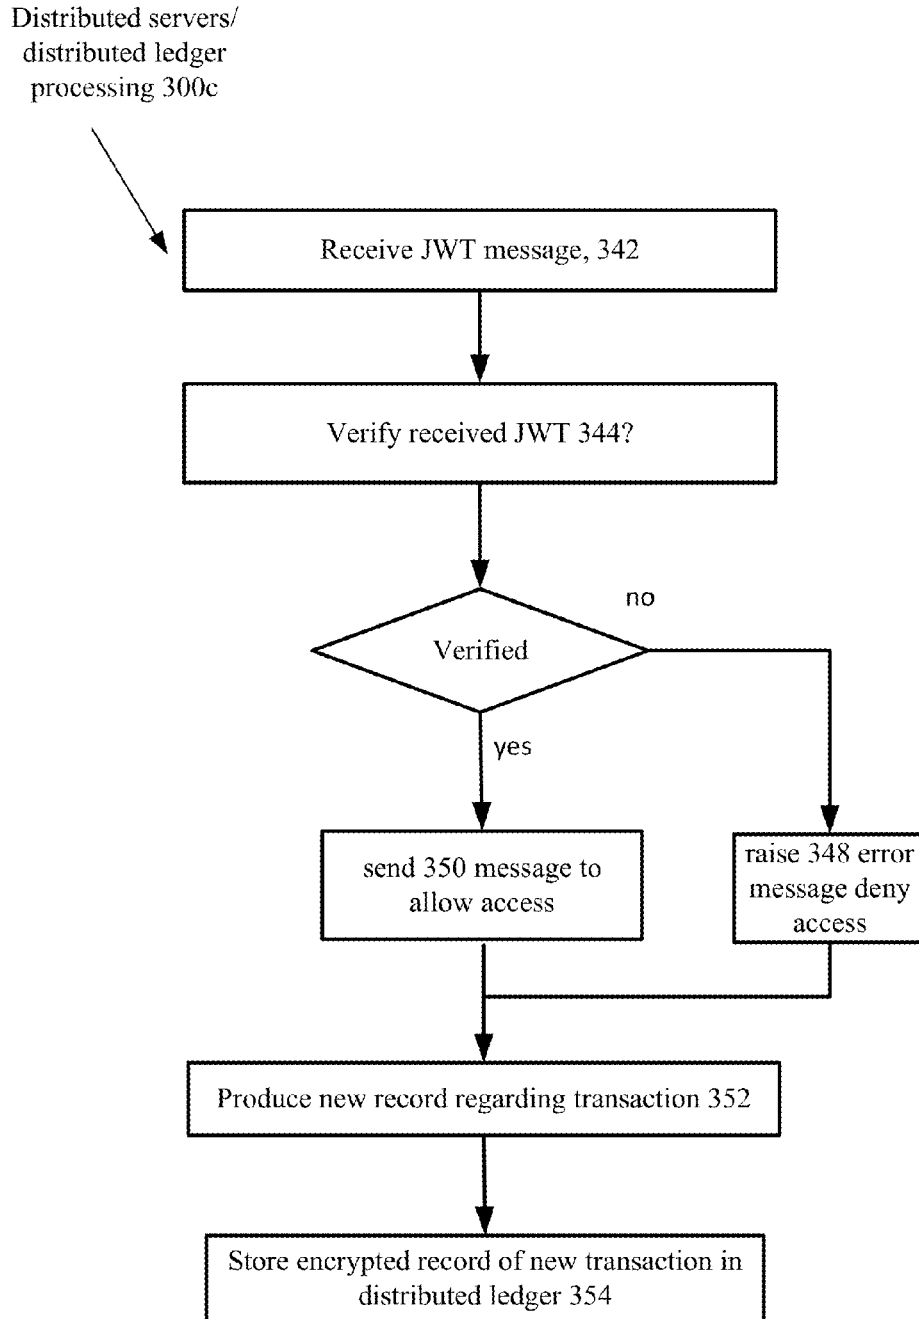 Distributed servers/
distributed ledger
processing 300c
Receive JWT message, 342
Verify received JWT 344?
no
Verified
yes
send 350 message to
allow access
raise 348 error
message deny
access
Produce new record regarding transaction 352
Store encrypted record of new transaction in
distributed ledger 354